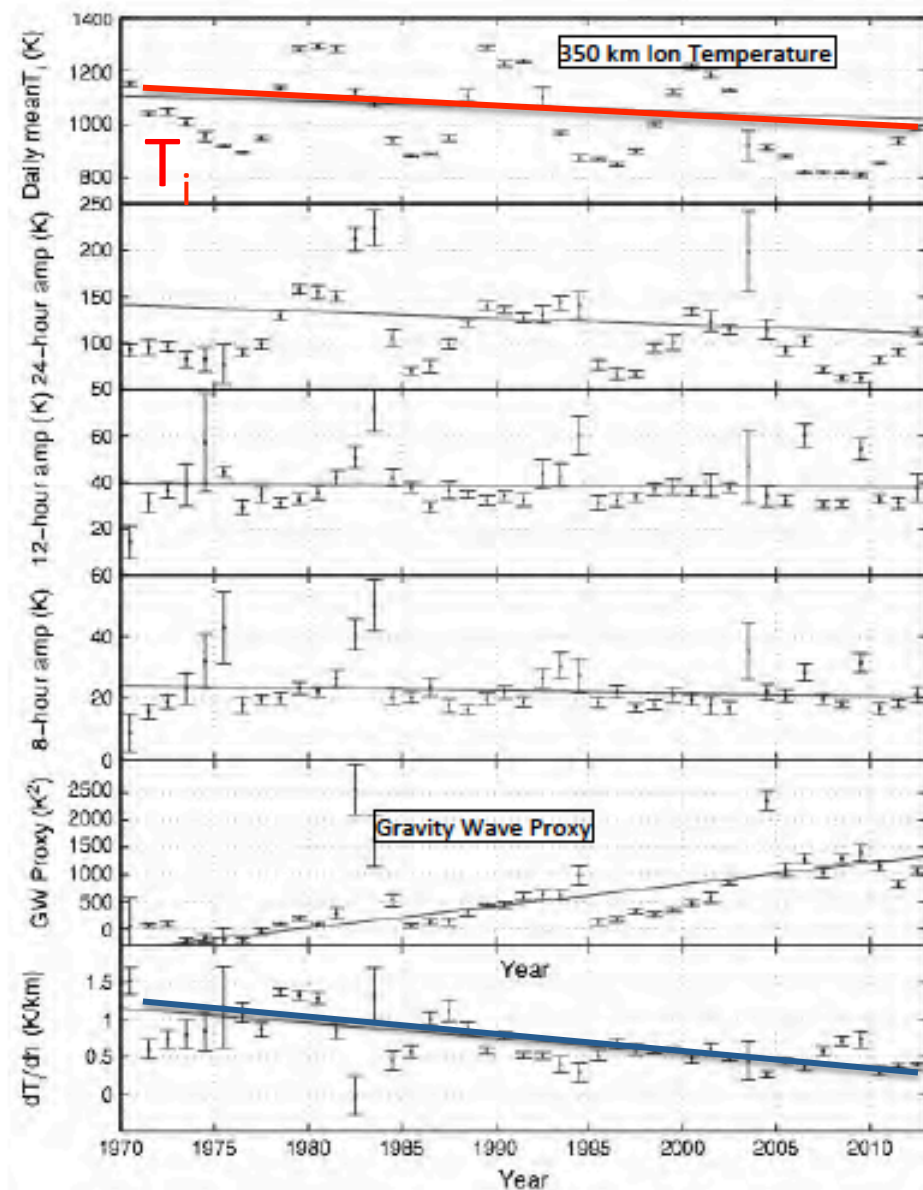 Daily mean T i (K)
1400
1200
1000
800
350 km Ion Temperature
T i
24-hour amp (K)
250
200
150
100
50
12-hour amp (K)
60
40
20
8-hour amp (K)
60
40
20
0
GW Proxy (K²)
2500
2000
1500
1000
500
0
Gravity Wave Proxy
Year
dT/dh (K/km)
1.5
1
0.5
0
1970 1975 1980 1985 1990 1995 2000 2005 2010
Year